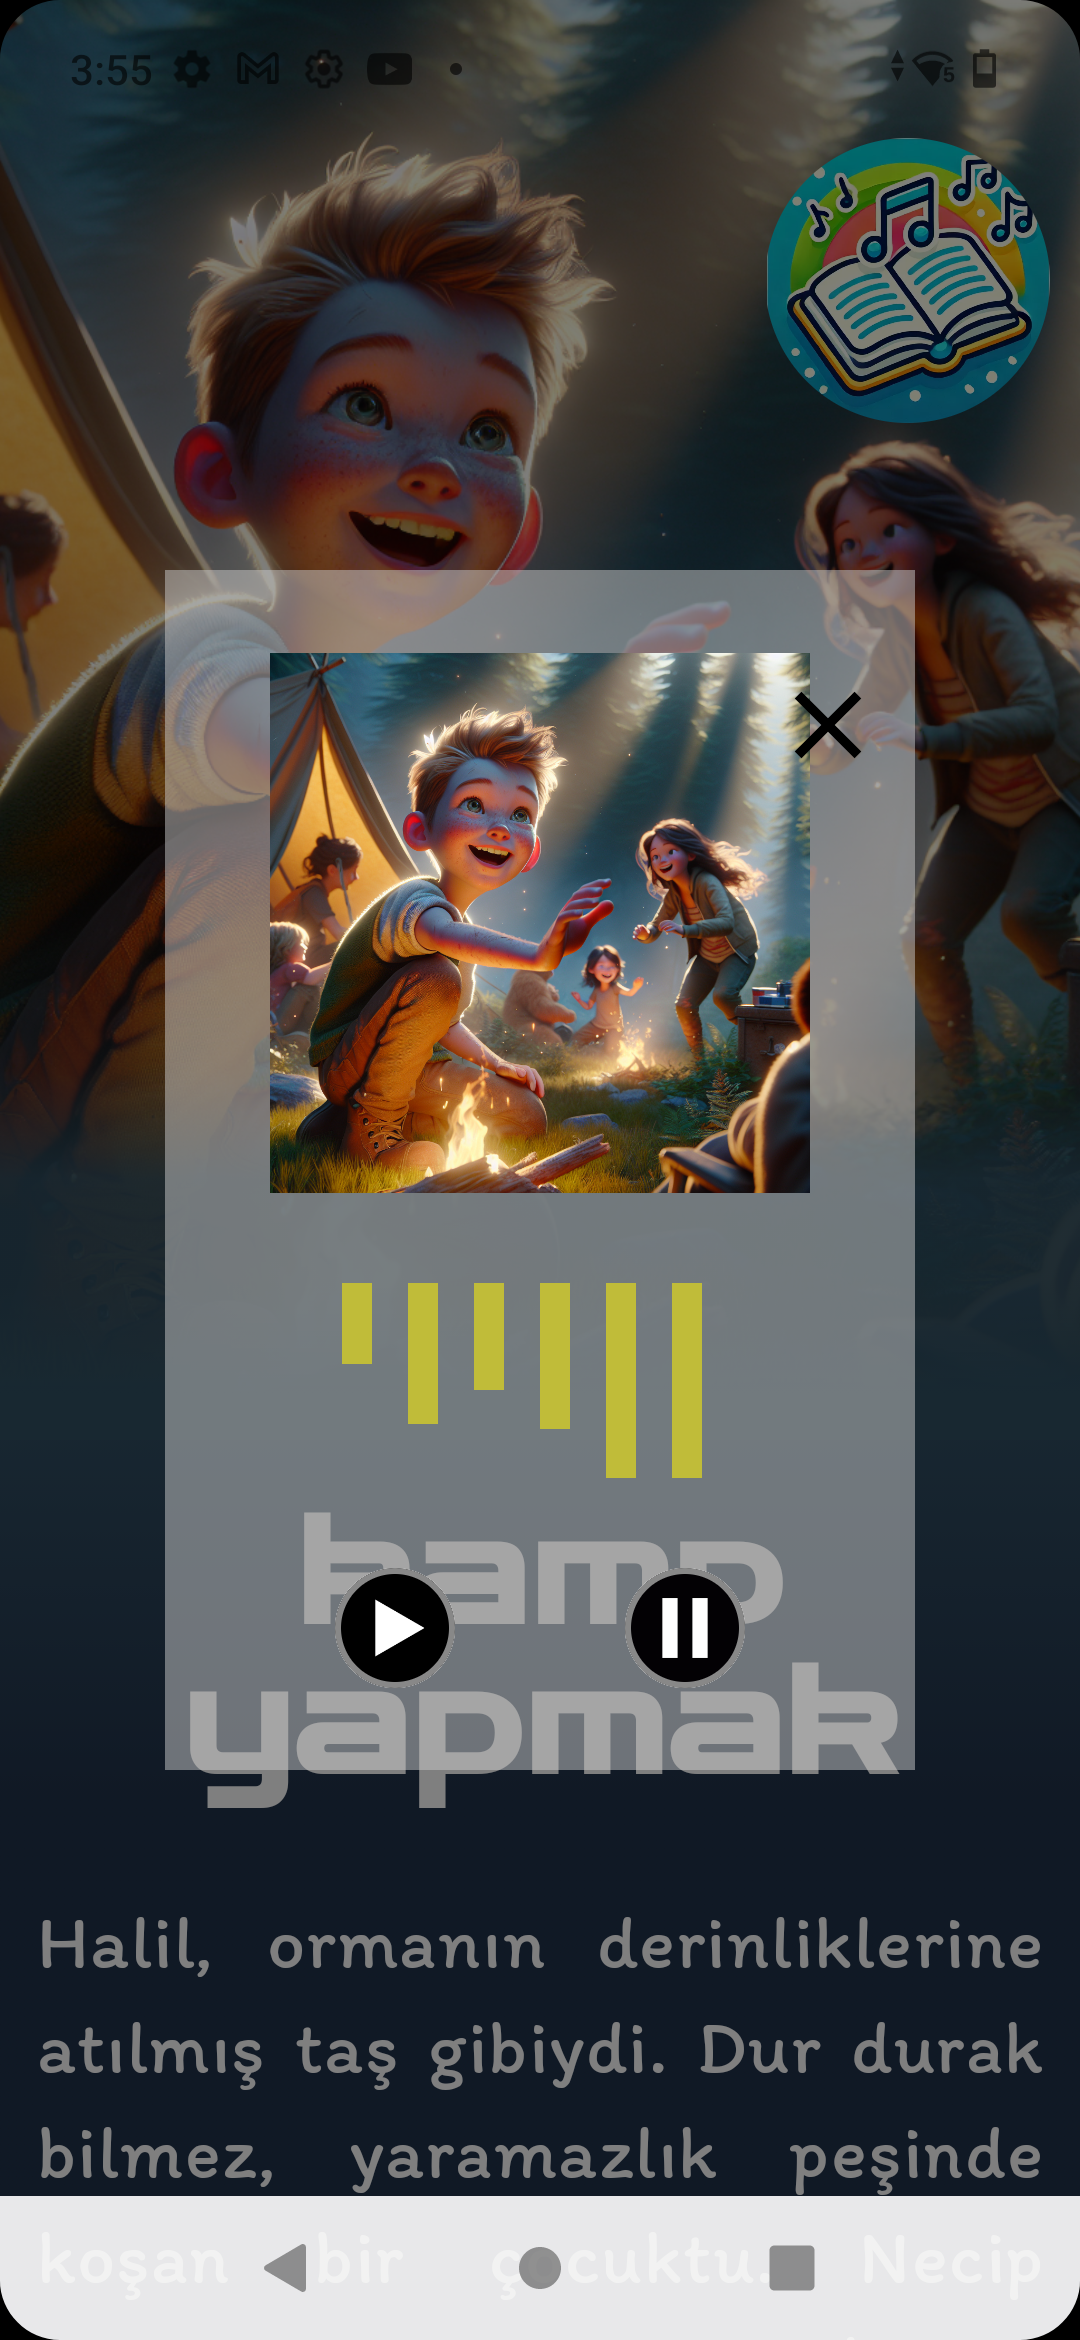 3:55
5
kamp
yapmak
Halil, ormanın derinliklerine
atılmış taş gibiydi. Dur durak
bilmez, yaramazlık peşinde
koşan bir çocuktu. Necip